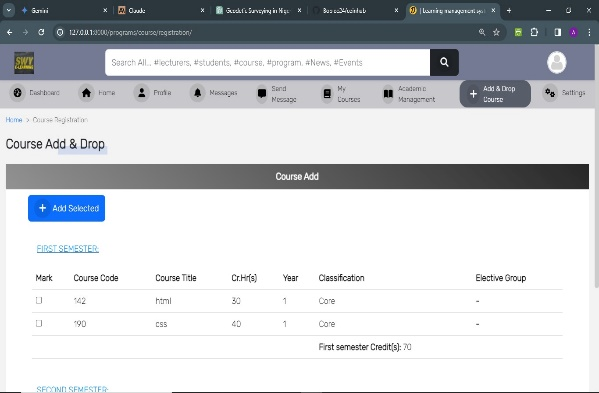 Gemini
Claude
Geodetic Surveying in Nige
| Learning management sys
127.0.0.1:8000/programs/course/registration/
SWY
Search All... #lecturers, #students, #course, #program, #News, #Events
Dashboard
Home
Profile
Messages
Send Message
My Courses
Academic Management
Add & Drop Course
Settings
Home > Course Registration
Course Add & Drop
Course Add
+ Add Selected
FIRST SEMESTER:
Mark Course Code Course Title Cr.Hr(s) Year Classification Elective Group
142 html 30 1 Core -
190 css 40 1 Core -
First semester Credit(s): 70
SECOND SEMESTER: